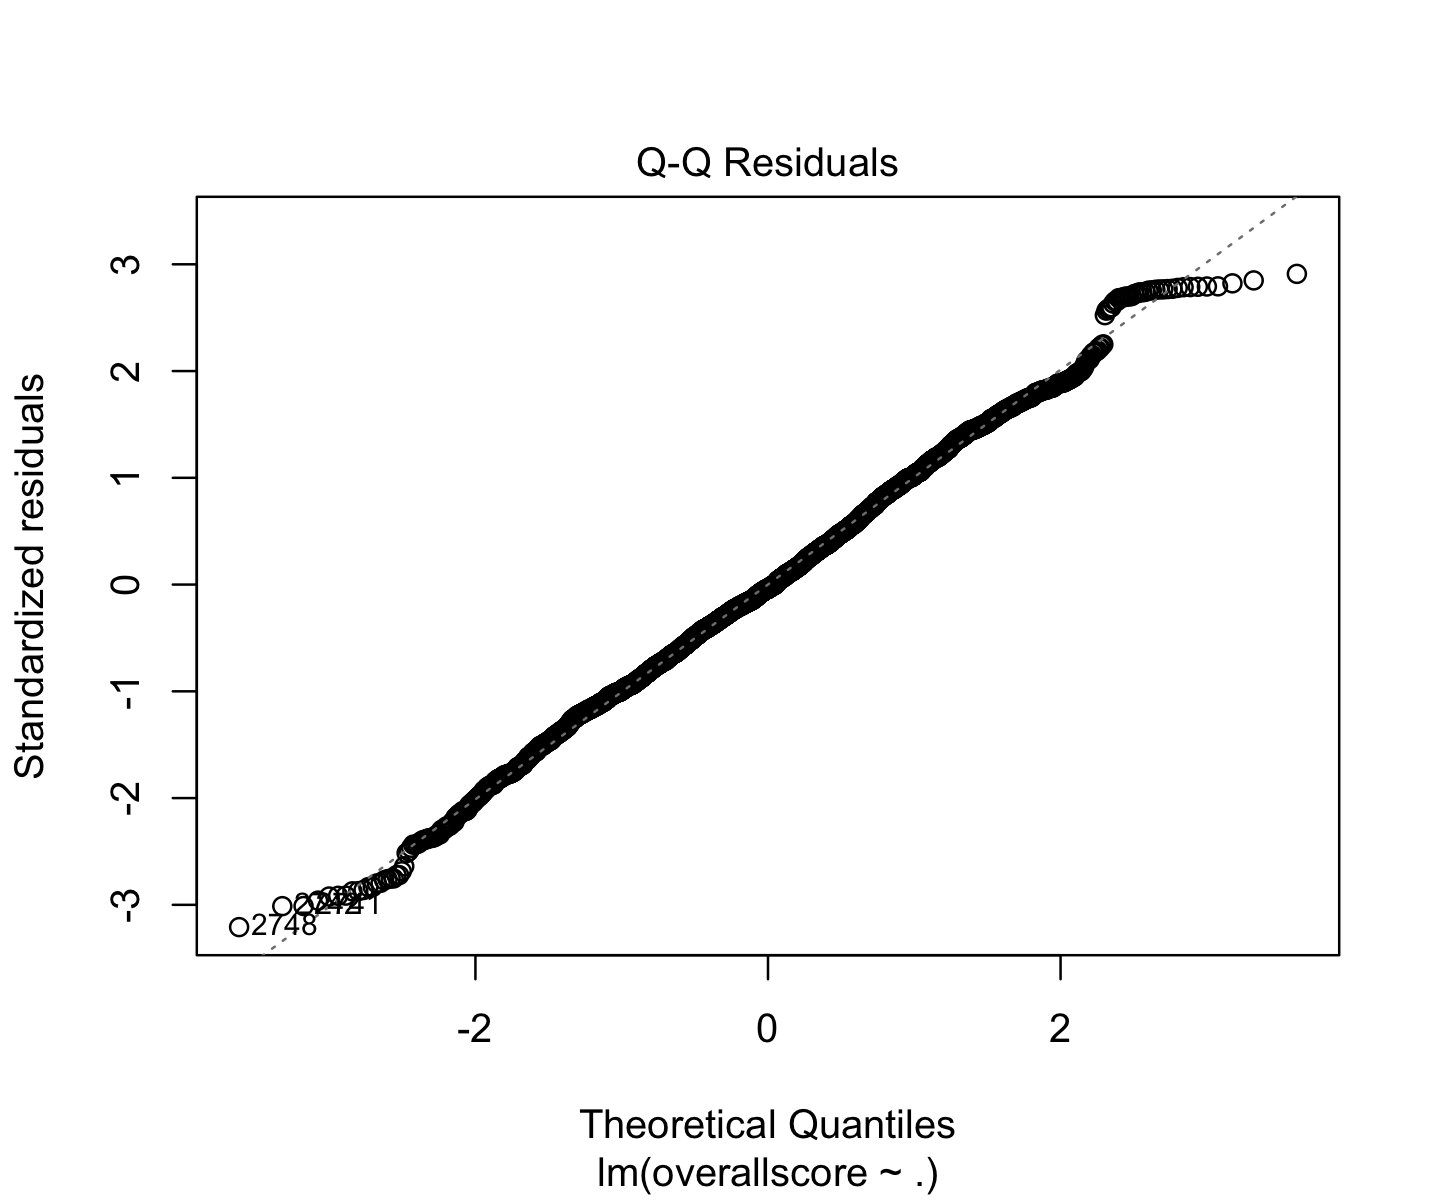 Q-Q Residuals
Standardized residuals
3
2
1
0
-1
-2
-3
2748
-2
0
2
Theoretical Quantiles
lm(overallscore ~ .)